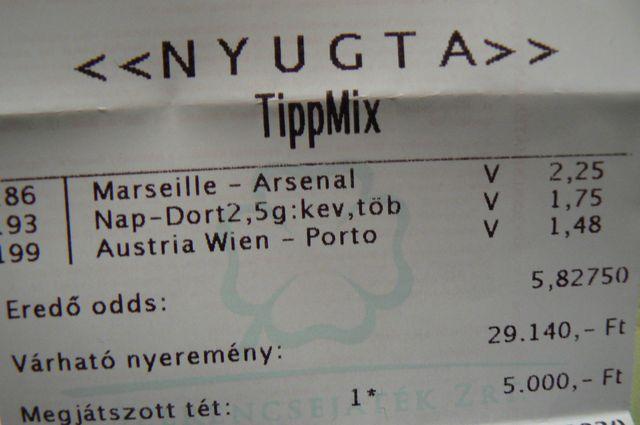 <<NYUGTA>>
TippMix
86 Marseille - Arsenal V 2,25
93 Nap-Dort2,5g:kev,töb V 1,75
199 Austria Wien - Porto V 1,48
Eredő odds: 5,82750
Várható nyeremény: 29.140,- Ft
Megjátszott tét: 1* 5.000,- Ft